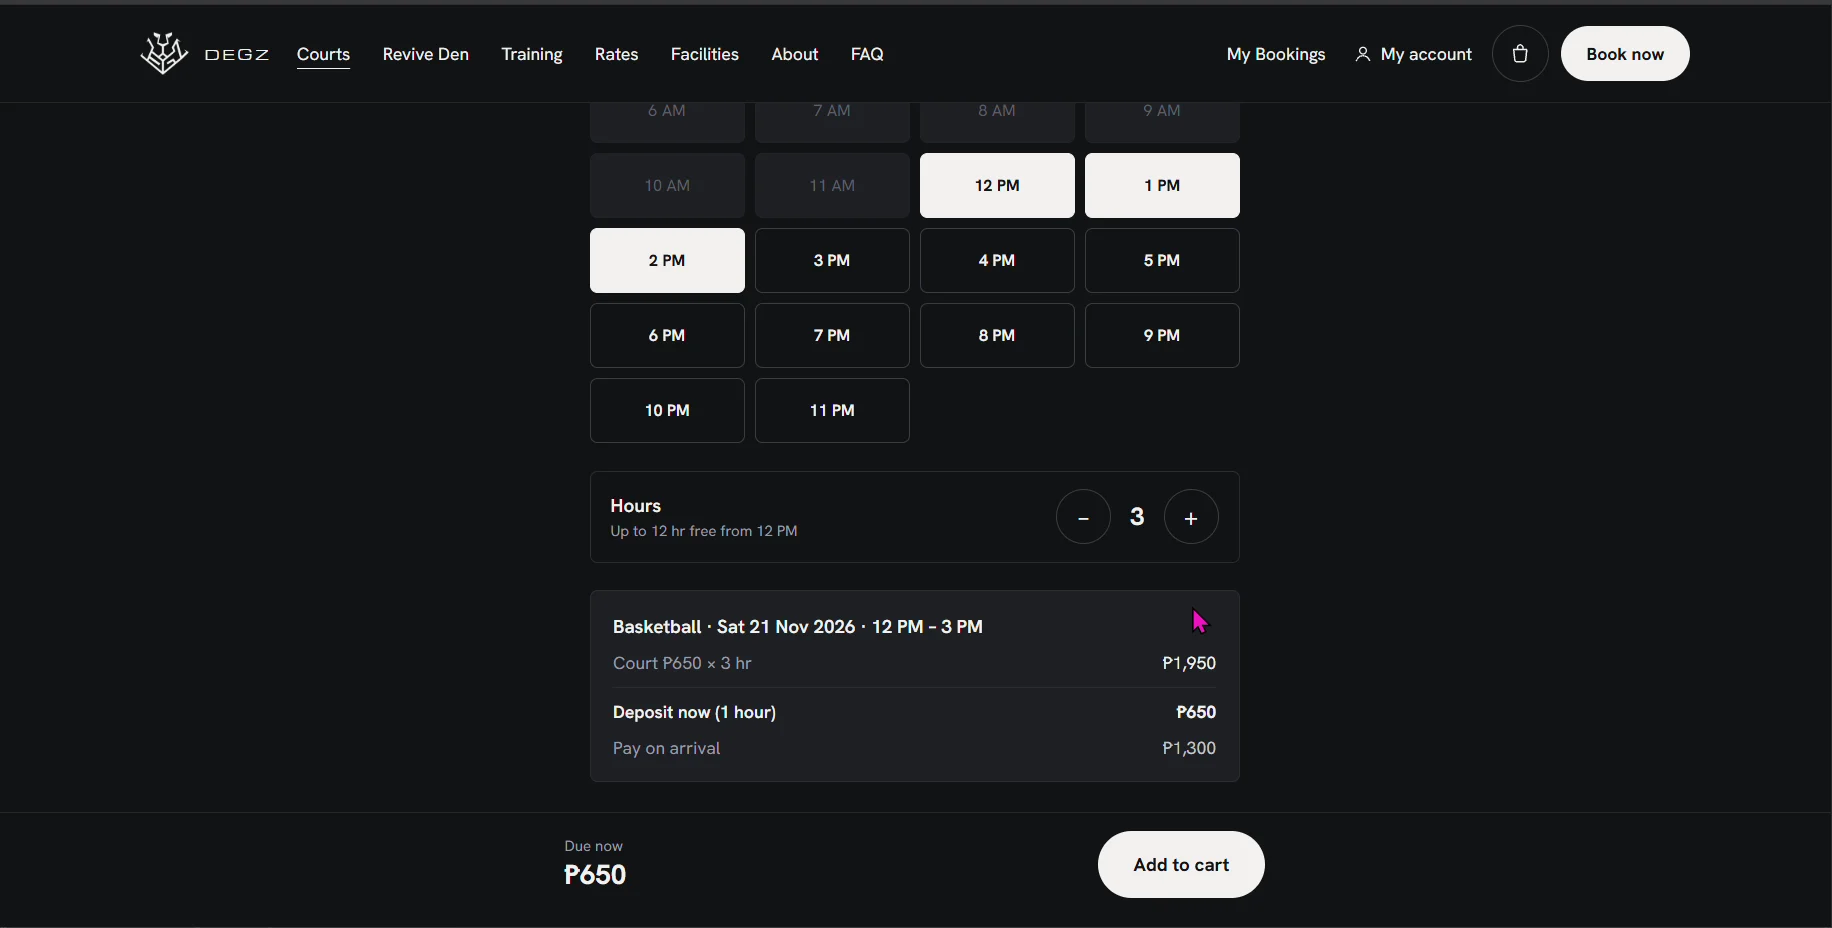 DEGZ Courts Revive Den Training Rates Facilities About FAQ My Bookings My account Book now
6 AM 7 AM 8 AM 9 AM
10 AM 11 AM 12 PM 1 PM
2 PM 3 PM 4 PM 5 PM
6 PM 7 PM 8 PM 9 PM
10 PM 11 PM
Hours
Up to 12 hr free from 12 PM
− 3 +
Basketball · Sat 21 Nov 2026 · 12 PM – 3 PM
Court ₱650 × 3 hr ₱1,950
Deposit now (1 hour) ₱650
Pay on arrival ₱1,300
Due now
₱650
Add to cart